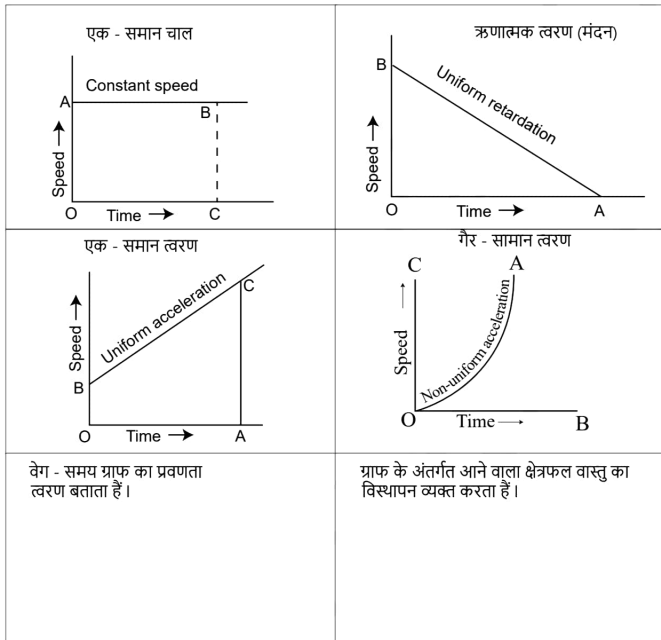 एक - समान चाल
Constant speed
A
B
Speed
O
Time
C
ऋणात्मक त्वरण (मंदन)
B
Uniform retardation
Speed
O
Time
A
एक - समान त्वरण
Uniform acceleration
C
Speed
B
O
Time
A
गैर - सामान त्वरण
C
A
Speed
Non-uniform acceleration
O
Time
B
वेग - समय ग्राफ का प्रवणता
त्वरण बताता हैं ।
ग्राफ के अंतर्गत आने वाला क्षेत्रफल वास्तु का
विस्थापन व्यक्त करता हैं ।